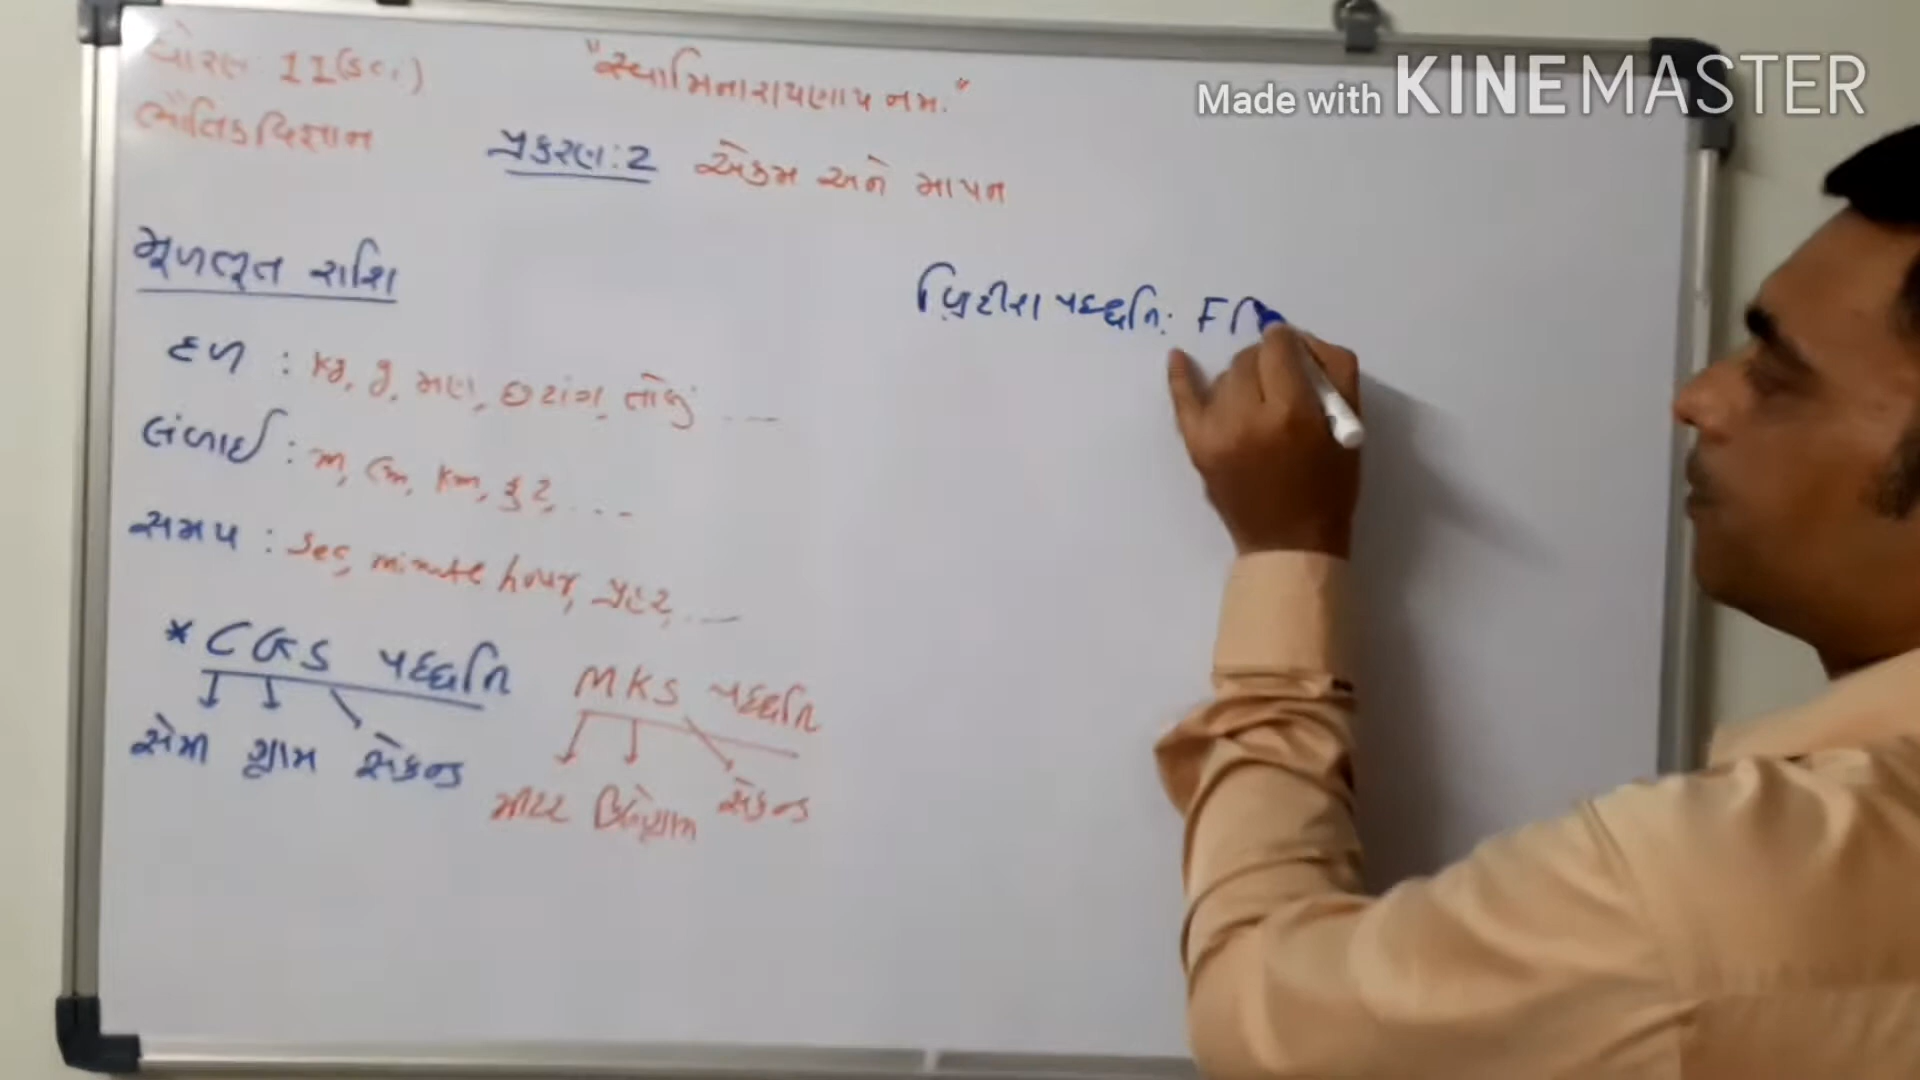 Made with KINEMASTER
ધોરણ 11(sci)
"સ્વામિનારાયણાય નમ."
ભૌતિકવિજ્ઞાન
પ્રકરણ:2 એકમ અને માપન
મૂળભૂત રાશિ
દળ : kg, g, મણ, છટાંગ, તોલું ....
લંબાઈ : m, cm, km, ફુટ, ...
સમય : sec, minute hour, પ્રહર, ...
* CGS પદ્ધતિ
સેમી ગ્રામ સેકન્ડ
MKS પદ્ધતિ
મીટર કિલોગ્રામ સેકન્ડ
બ્રિટીશ પદ્ધતિ: F